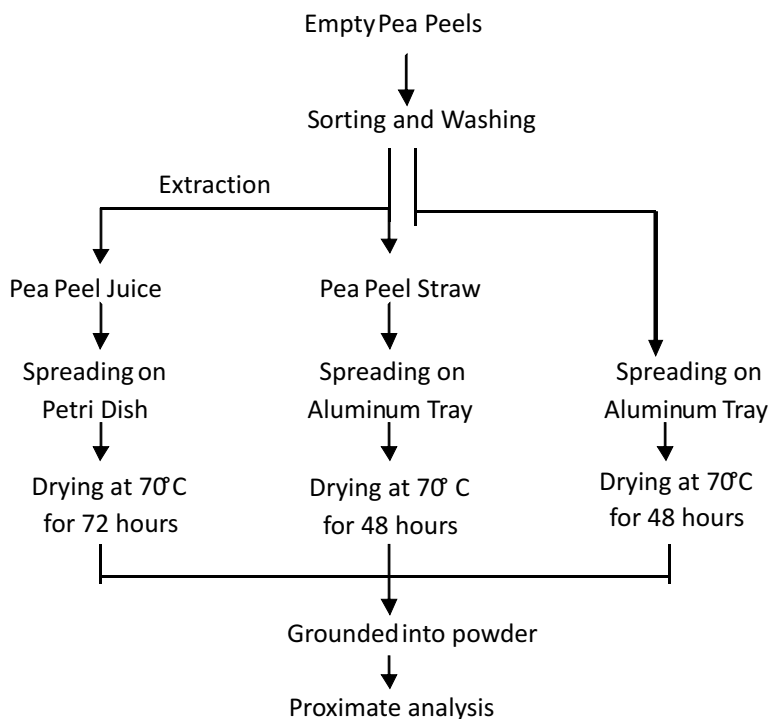 Empty Pea Peels
Sorting and Washing
Extraction
Pea Peel Juice
Pea Peel Straw
Spreading on
Petri Dish
Spreading on
Aluminum Tray
Spreading on
Aluminum Tray
Drying at 70°C
for 72 hours
Drying at 70° C
for 48 hours
Drying at 70°C
for 48 hours
Grounded into powder
Proximate analysis